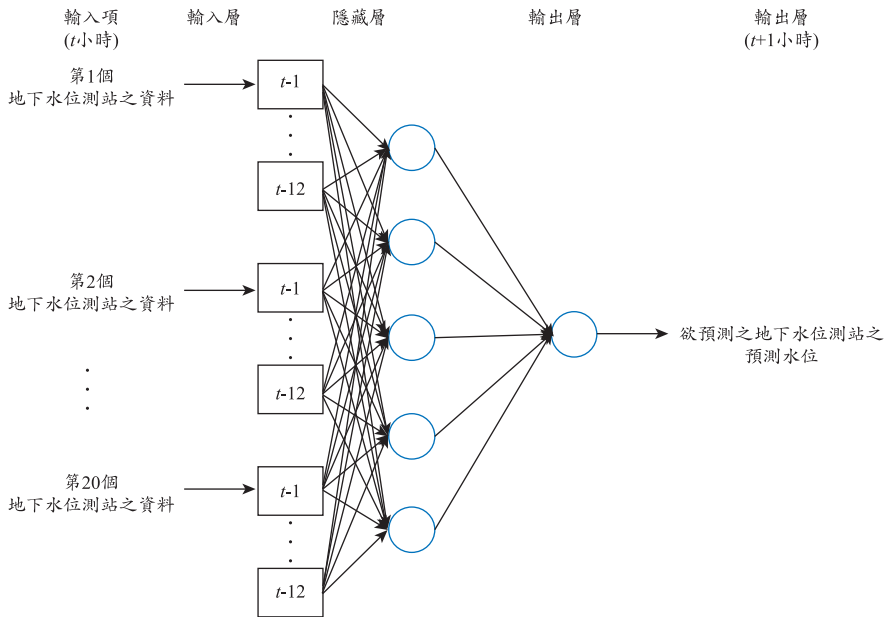 輸入項
(t小時)
輸入層
隱藏層
輸出層
輸出層
(t+1小時)
第1個
地下水位測站之資料
t-1
t-12
第2個
地下水位測站之資料
t-1
t-12
欲預測之地下水位測站之
預測水位
第20個
地下水位測站之資料
t-1
t-12